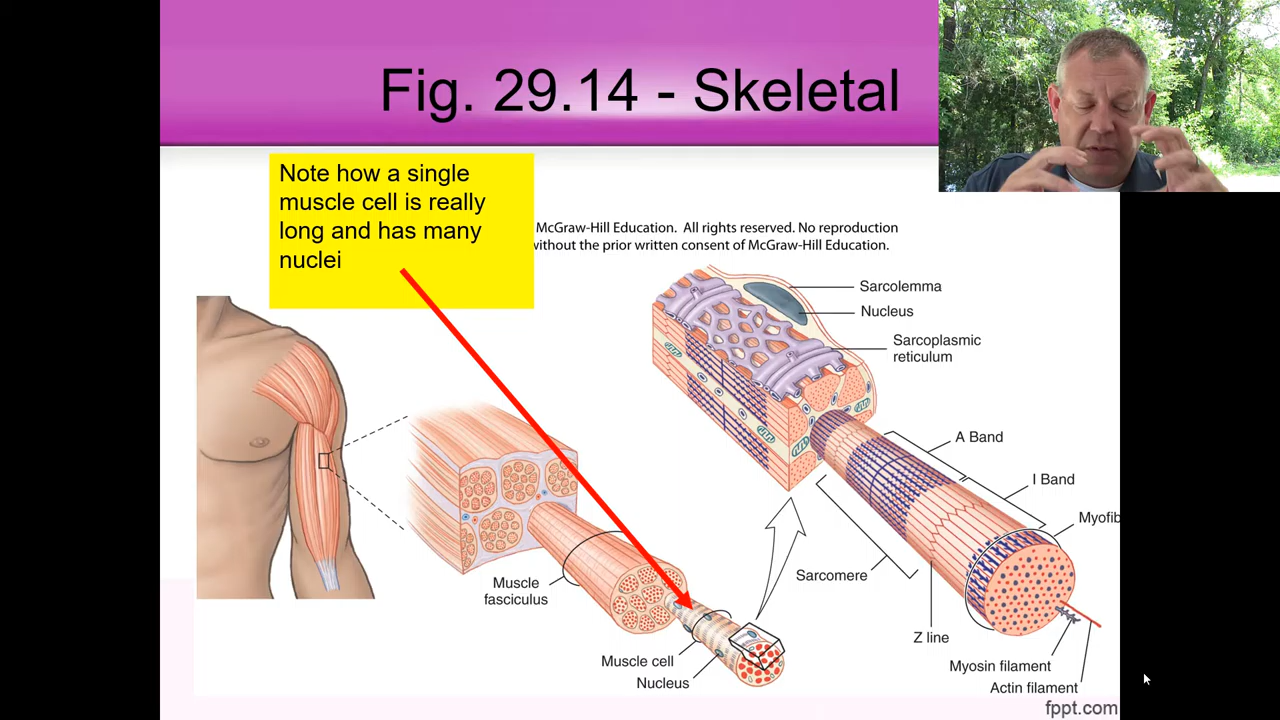 Fig. 29.14 - Skeletal
Note how a single
muscle cell is really
long and has many
nuclei
McGraw-Hill Education. All rights reserved. No reproduction
without the prior written consent of McGraw-Hill Education.
Sarcolemma
Nucleus
Sarcoplasmic
reticulum
A Band
I Band
Myofib
Sarcomere
Muscle
fasciculus
Z line
Muscle cell
Myosin filament
Nucleus
Actin filament
fppt.com